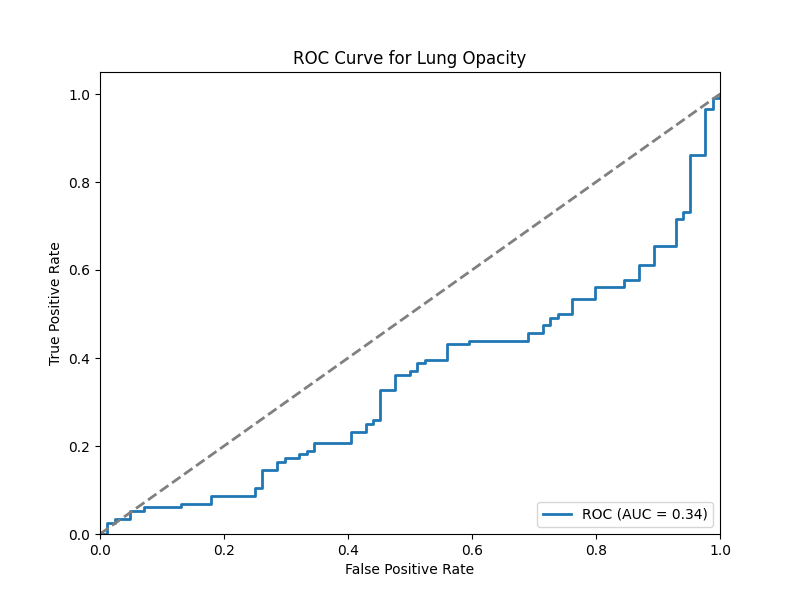 ROC Curve for Lung Opacity
True Positive Rate
1.0
0.8
0.6
0.4
0.2
0.0
ROC (AUC = 0.34)
0.0 0.2 0.4 0.6 0.8 1.0
False Positive Rate